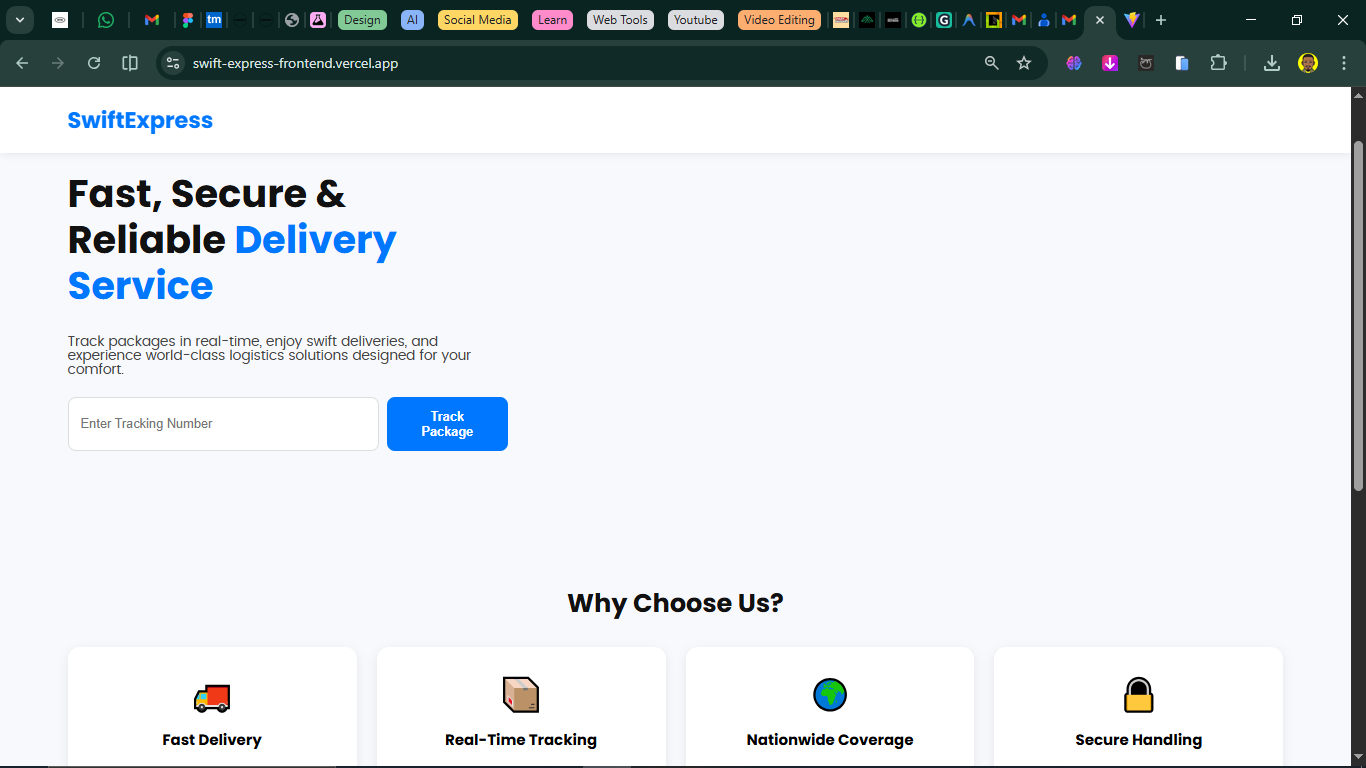 tm
Design
AI
Social Media
Learn
Web Tools
Youtube
Video Editing
swift-express-frontend.vercel.app
SwiftExpress
Fast, Secure &
Reliable Delivery
Service
Track packages in real-time, enjoy swift deliveries, and
experience world-class logistics solutions designed for your
comfort.
Enter Tracking Number
Track
Package
Why Choose Us?
Fast Delivery
Real-Time Tracking
Nationwide Coverage
Secure Handling